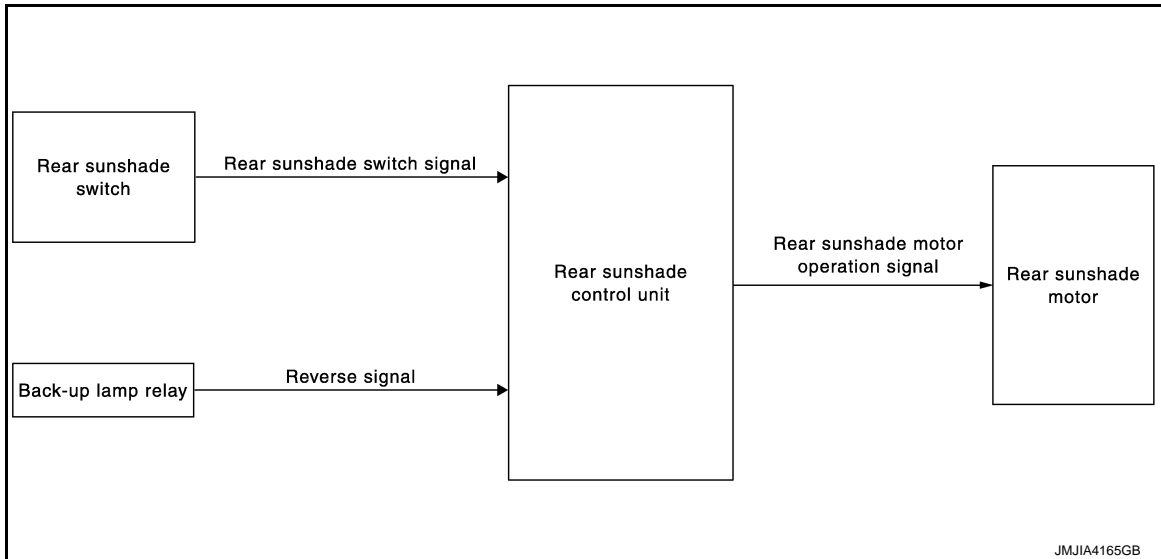 Rear sunshade
switch
Rear sunshade switch signal
Back-up lamp relay
Reverse signal
Rear sunshade
control unit
Rear sunshade motor
operation signal
Rear sunshade
motor
JMJIA4165GB